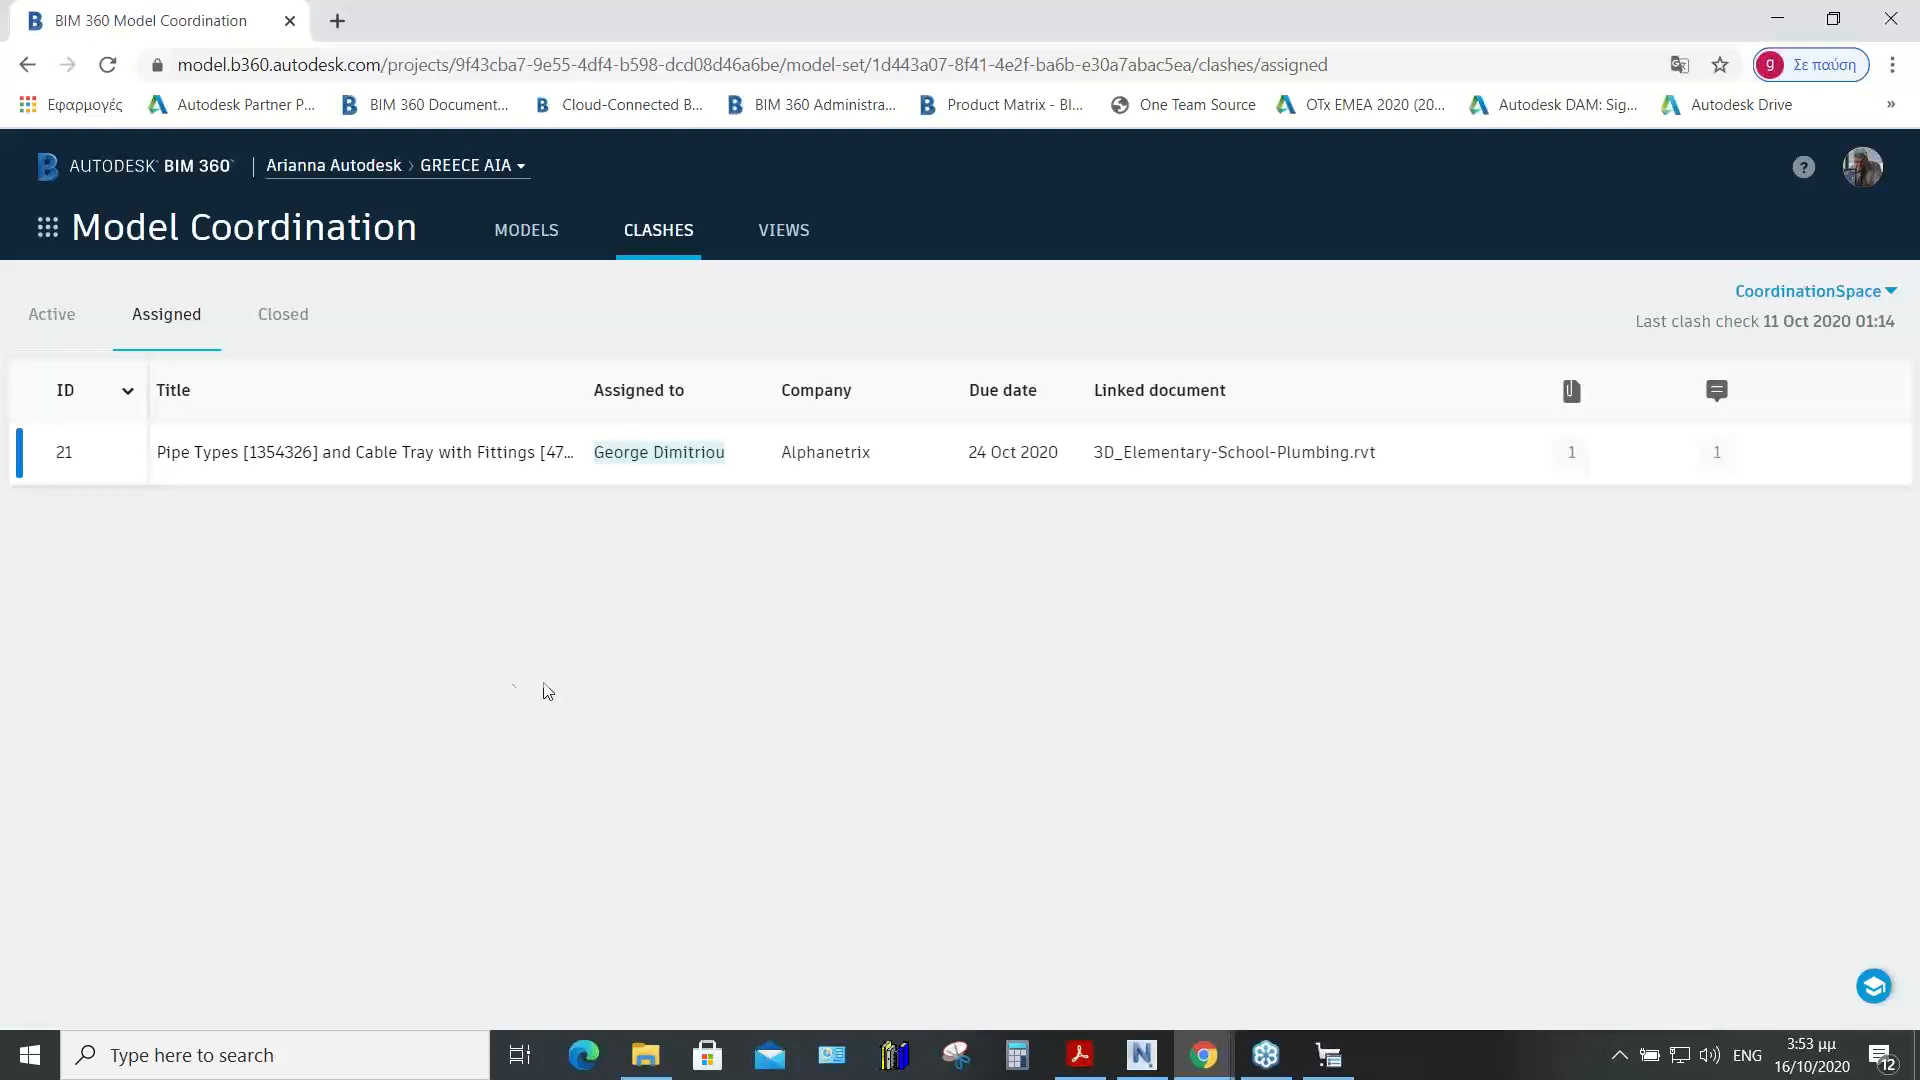 BIM 360 Model Coordination
model.b360.autodesk.com/projects/9f43cba7-9e55-4df4-b598-dcd08d46a6be/model-set/1d443a07-8f41-4e2f-ba6b-e30a7abac5ea/clashes/assigned
g Σε παύση
Εφαρμογές Autodesk Partner P... BIM 360 Document... Cloud-Connected B... BIM 360 Administra... Product Matrix - BI... One Team Source OTx EMEA 2020 (20... Autodesk DAM: Sig... Autodesk Drive »
AUTODESK BIM 360 Arianna Autodesk › GREECE AIA
Model Coordination MODELS CLASHES VIEWS
CoordinationSpace
Active Assigned Closed
Last clash check 11 Oct 2020 01:14
ID Title Assigned to Company Due date Linked document
21 Pipe Types [1354326] and Cable Tray with Fittings [47... George Dimitriou Alphanetrix 24 Oct 2020 3D_Elementary-School-Plumbing.rvt 1 1
Type here to search
ENG
3:53 μμ
16/10/2020
12